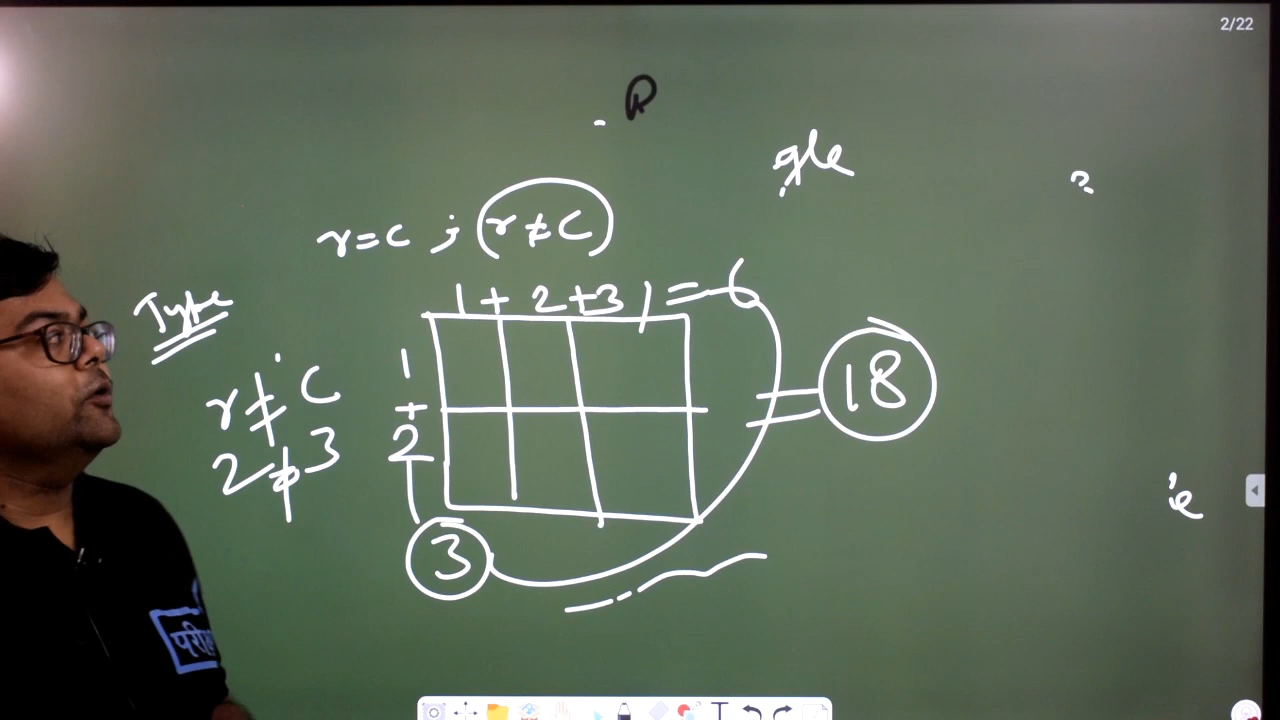 2/22
R
gle
?
r=c ; (r≠c)
Type
1 + 2 + 3 = 6
r ≠ c
1
+
2
2 ≠ 3
18
3
e
T